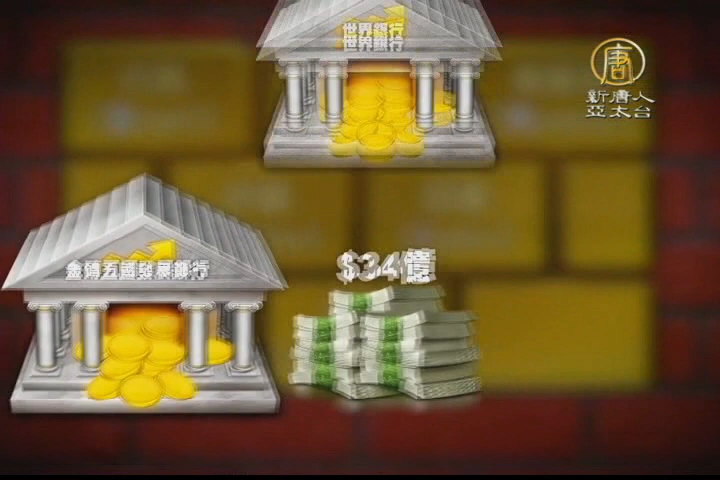 世界銀行
世界銀行
唐
新唐人
亞太台
金磚五國發展銀行
$34億